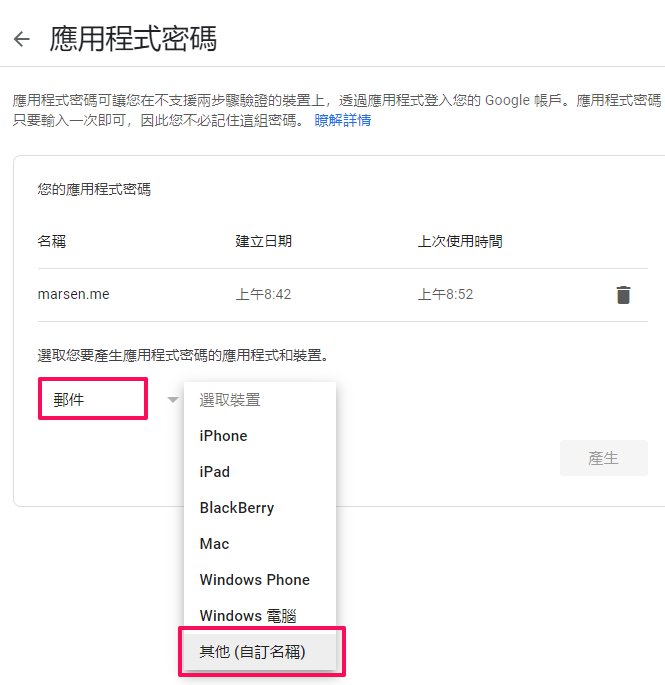 應用程式密碼
應用程式密碼可讓您在不支援兩步驟驗證的裝置上，透過應用程式登入您的 Google 帳戶。應用程式密碼
只要輸入一次即可，因此您不必記住這組密碼。 瞭解詳情
您的應用程式密碼
名稱 建立日期 上次使用時間
marsen.me 上午8:42 上午8:52
選取您要產生應用程式密碼的應用程式和裝置。
郵件 選取裝置
iPhone
iPad
產生
BlackBerry
Mac
Windows Phone
Windows 電腦
其他 (自訂名稱)